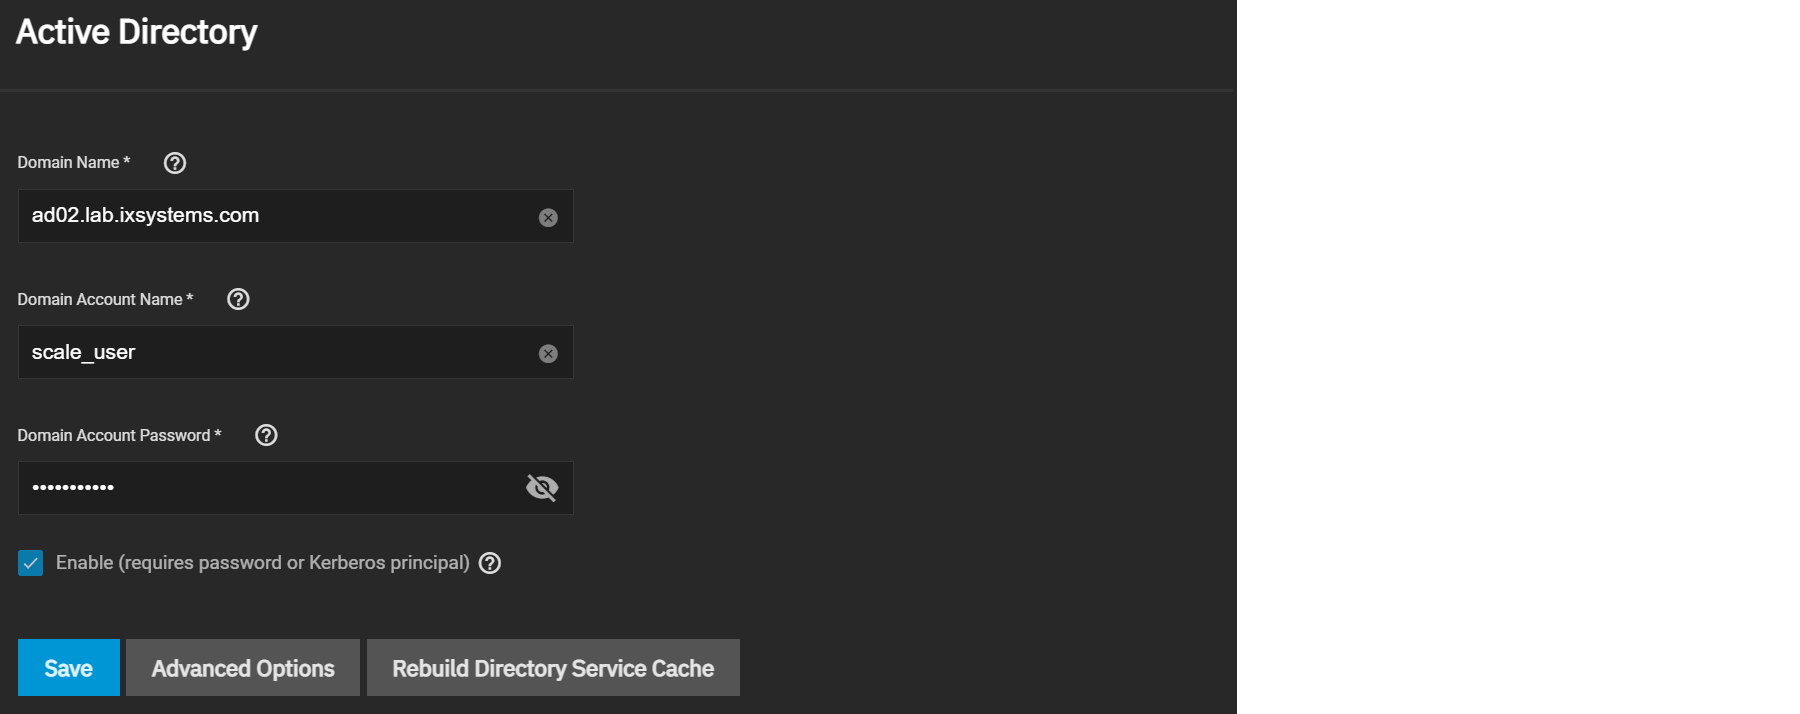 Active Directory
Domain Name *
ad02.lab.ixsystems.com
Domain Account Name *
scale_user
Domain Account Password *
•••••••••••
Enable (requires password or Kerberos principal)
Save Advanced Options Rebuild Directory Service Cache